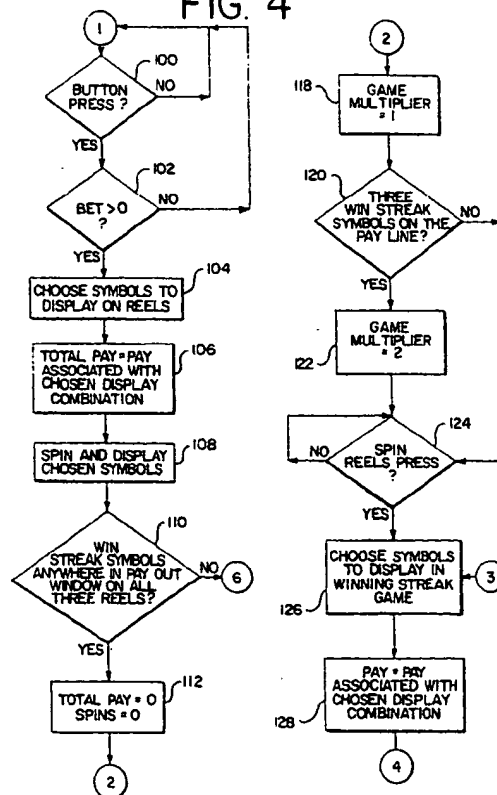 FIG. 4
1
100
BUTTON
PRESS ?
NO
YES
102
BET > 0
?
NO
YES
104
CHOOSE SYMBOLS TO
DISPLAY ON REELS
106
TOTAL PAY = PAY
ASSOCIATED WITH
CHOSEN DISPLAY
COMBINATION
108
SPIN AND DISPLAY
CHOSEN SYMBOLS
110
WIN
STREAK SYMBOLS
ANYWHERE IN PAY OUT
WINDOW ON ALL
THREE REELS?
NO
6
YES
112
TOTAL PAY = 0
SPINS = 0
2
2
118
GAME
MULTIPLIER
= 1
120
THREE
WIN STREAK
SYMBOLS ON THE
PAY LINE?
NO
YES
GAME
MULTIPLIER
= 2
122
124
NO
SPIN
REELS PRESS
?
YES
CHOOSE SYMBOLS
TO DISPLAY IN
WINNING STREAK
GAME
3
126
PAY = PAY
ASSOCIATED WITH
CHOSEN DISPLAY
COMBINATION
128
4